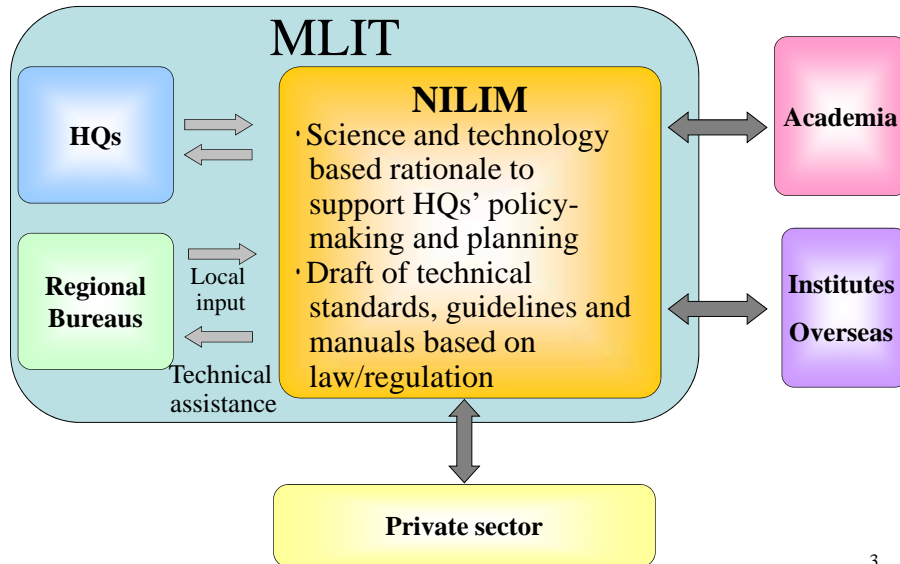 MLIT
HQs
NILIM
・Science and technology
based rationale to
support HQs’ policy-
making and planning
・Draft of technical
standards, guidelines and
manuals based on
law/regulation
Regional
Bureaus
Local
input
Technical
assistance
Academia
Institutes
Overseas
Private sector
3